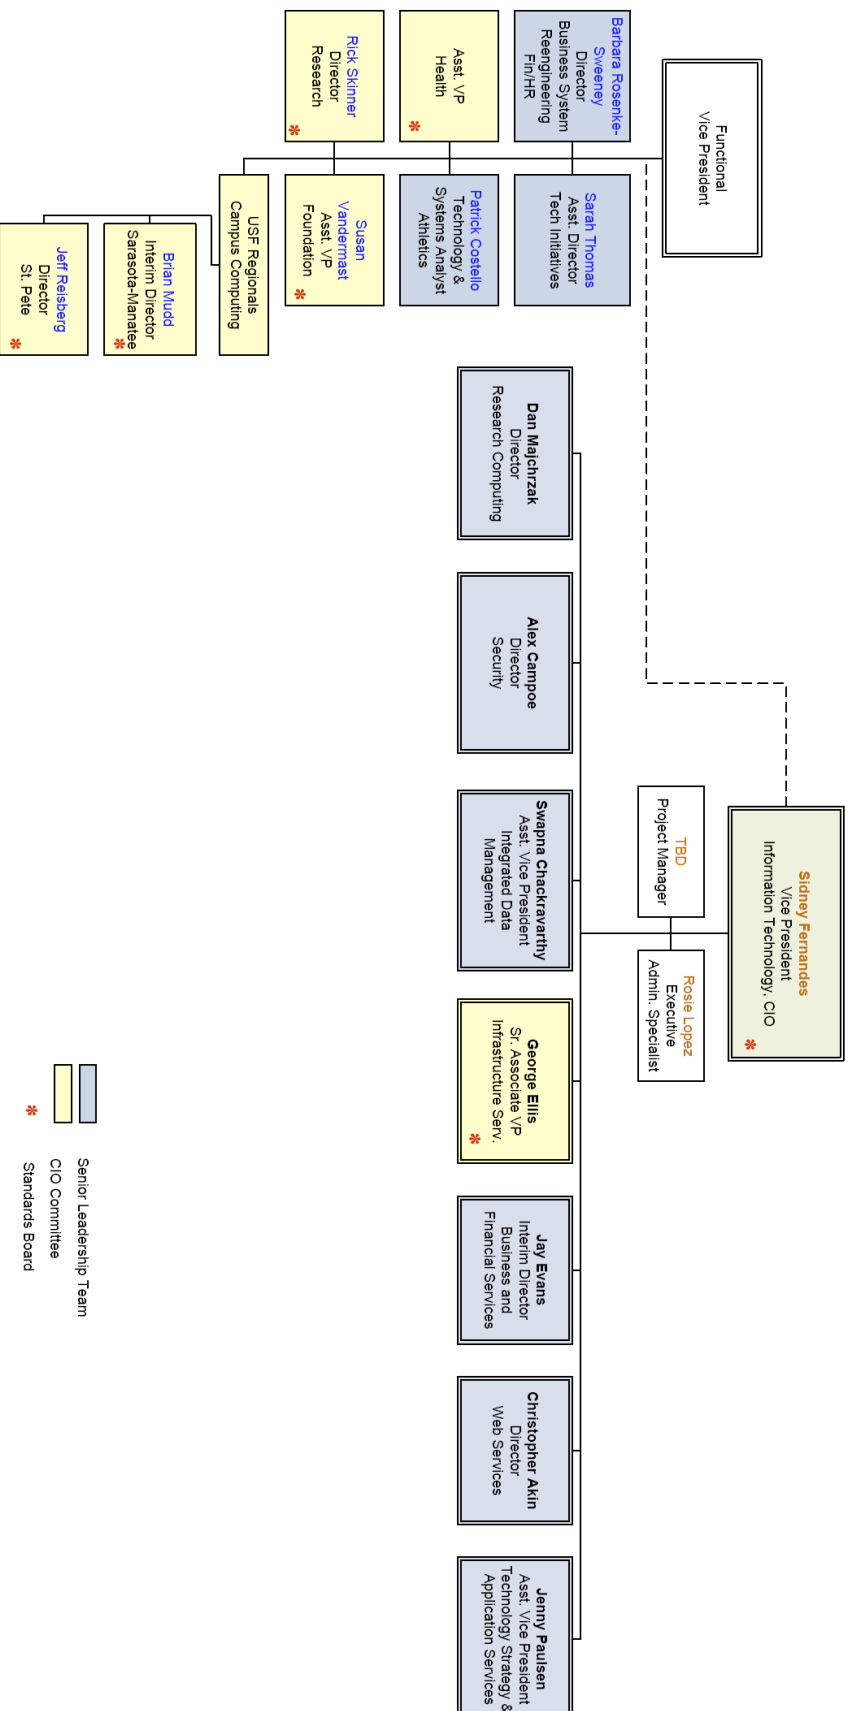 Functional
Vice President
Barbara Rosenke-
Sweeney
Director
Business System
Reengineering
Fin/HR
Sarah Thomas
Asst. Director
Tech Initiatives
Asst. VP
Health
*
Patrick Costello
Technology &
Systems Analyst
Athletics
Rick Skinner
Director
Research
*
Susan
Vandermast
Asst. VP
Foundation
*
USF Regionals
Campus Computing
Brian Mudd
Interim Director
Sarasota-Manatee
*
Jeff Reisberg
Director
St. Pete
*
Sidney Fernandes
Vice President
Information Technology, CIO
*
TBD
Project Manager
Rosie Lopez
Executive
Admin. Specialist
Dan Majchrzak
Director
Research Computing
Alex Campoe
Director
Security
Swapna Chackravarthy
Asst. Vice President
Integrated Data
Management
George Ellis
Sr. Associate VP
Infrastructure Serv.
*
Jay Evans
Interim Director
Business and
Financial Services
Christopher Akin
Director
Web Services
Jenny Paulsen
Asst. Vice President
Technology Strategy &
Application Services
Senior Leadership Team
CIO Committee
* Standards Board